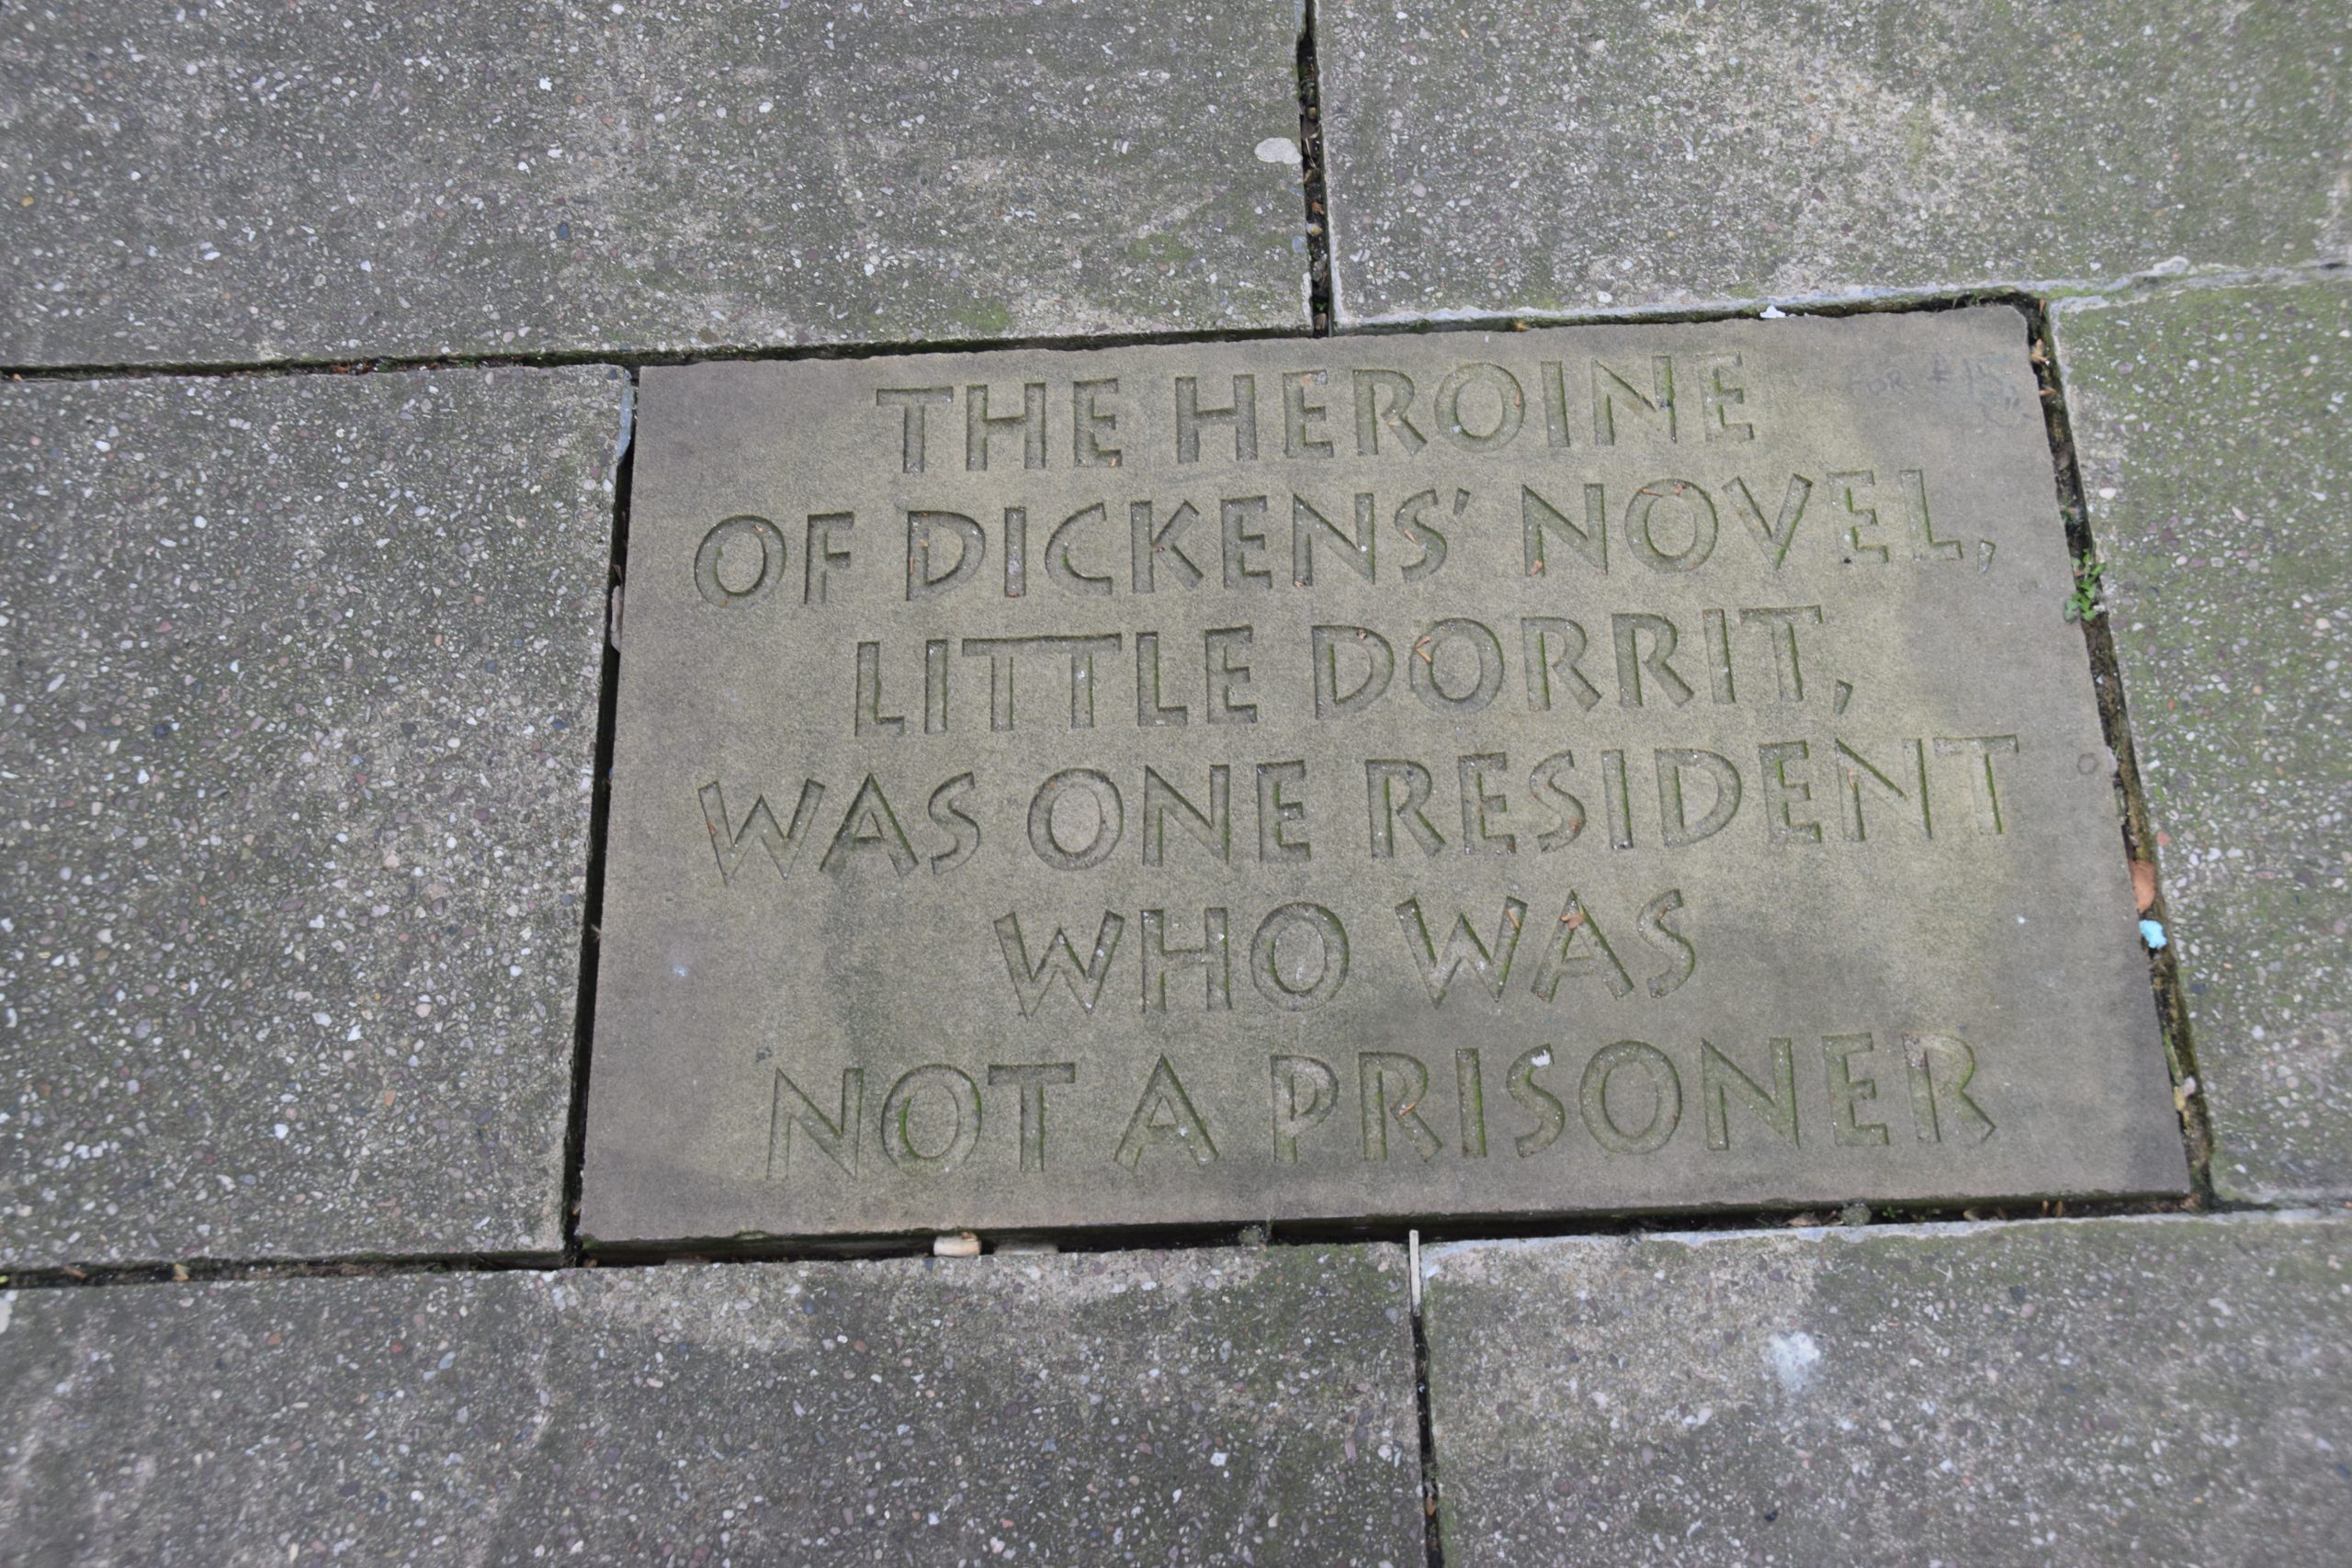 THE HEROINE
OF DICKENS' NOVEL,
LITTLE DORRIT,
WAS ONE RESIDENT
WHO WAS
NOT A PRISONER